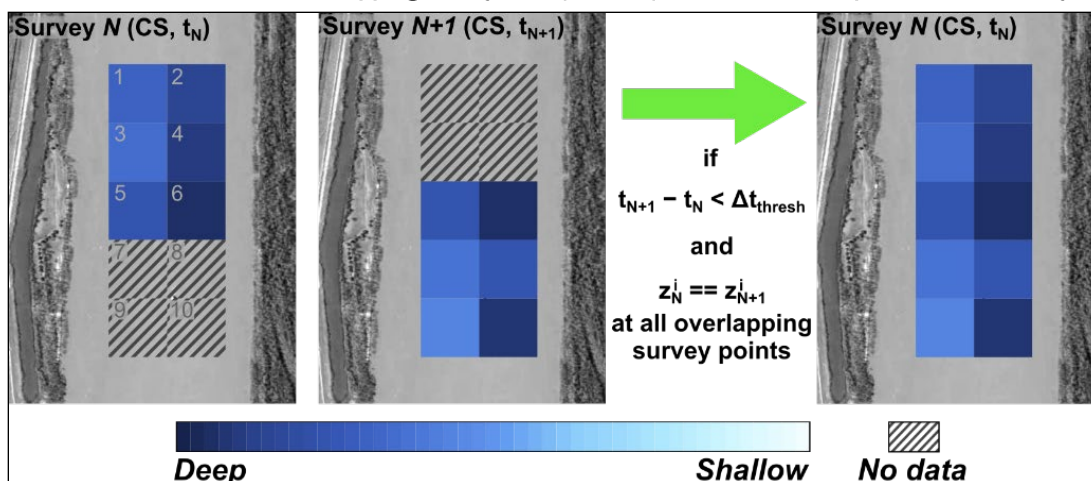 Survey N (CS, tN)
Survey N+1 (CS, tN+1)
Survey N (CS, tN)
1 2
3 4
5 6
7 8
9 10
if
tN+1 − tN < Δtthresh
and
ziN == ziN+1
at all overlapping
survey points
Deep
Shallow
No data